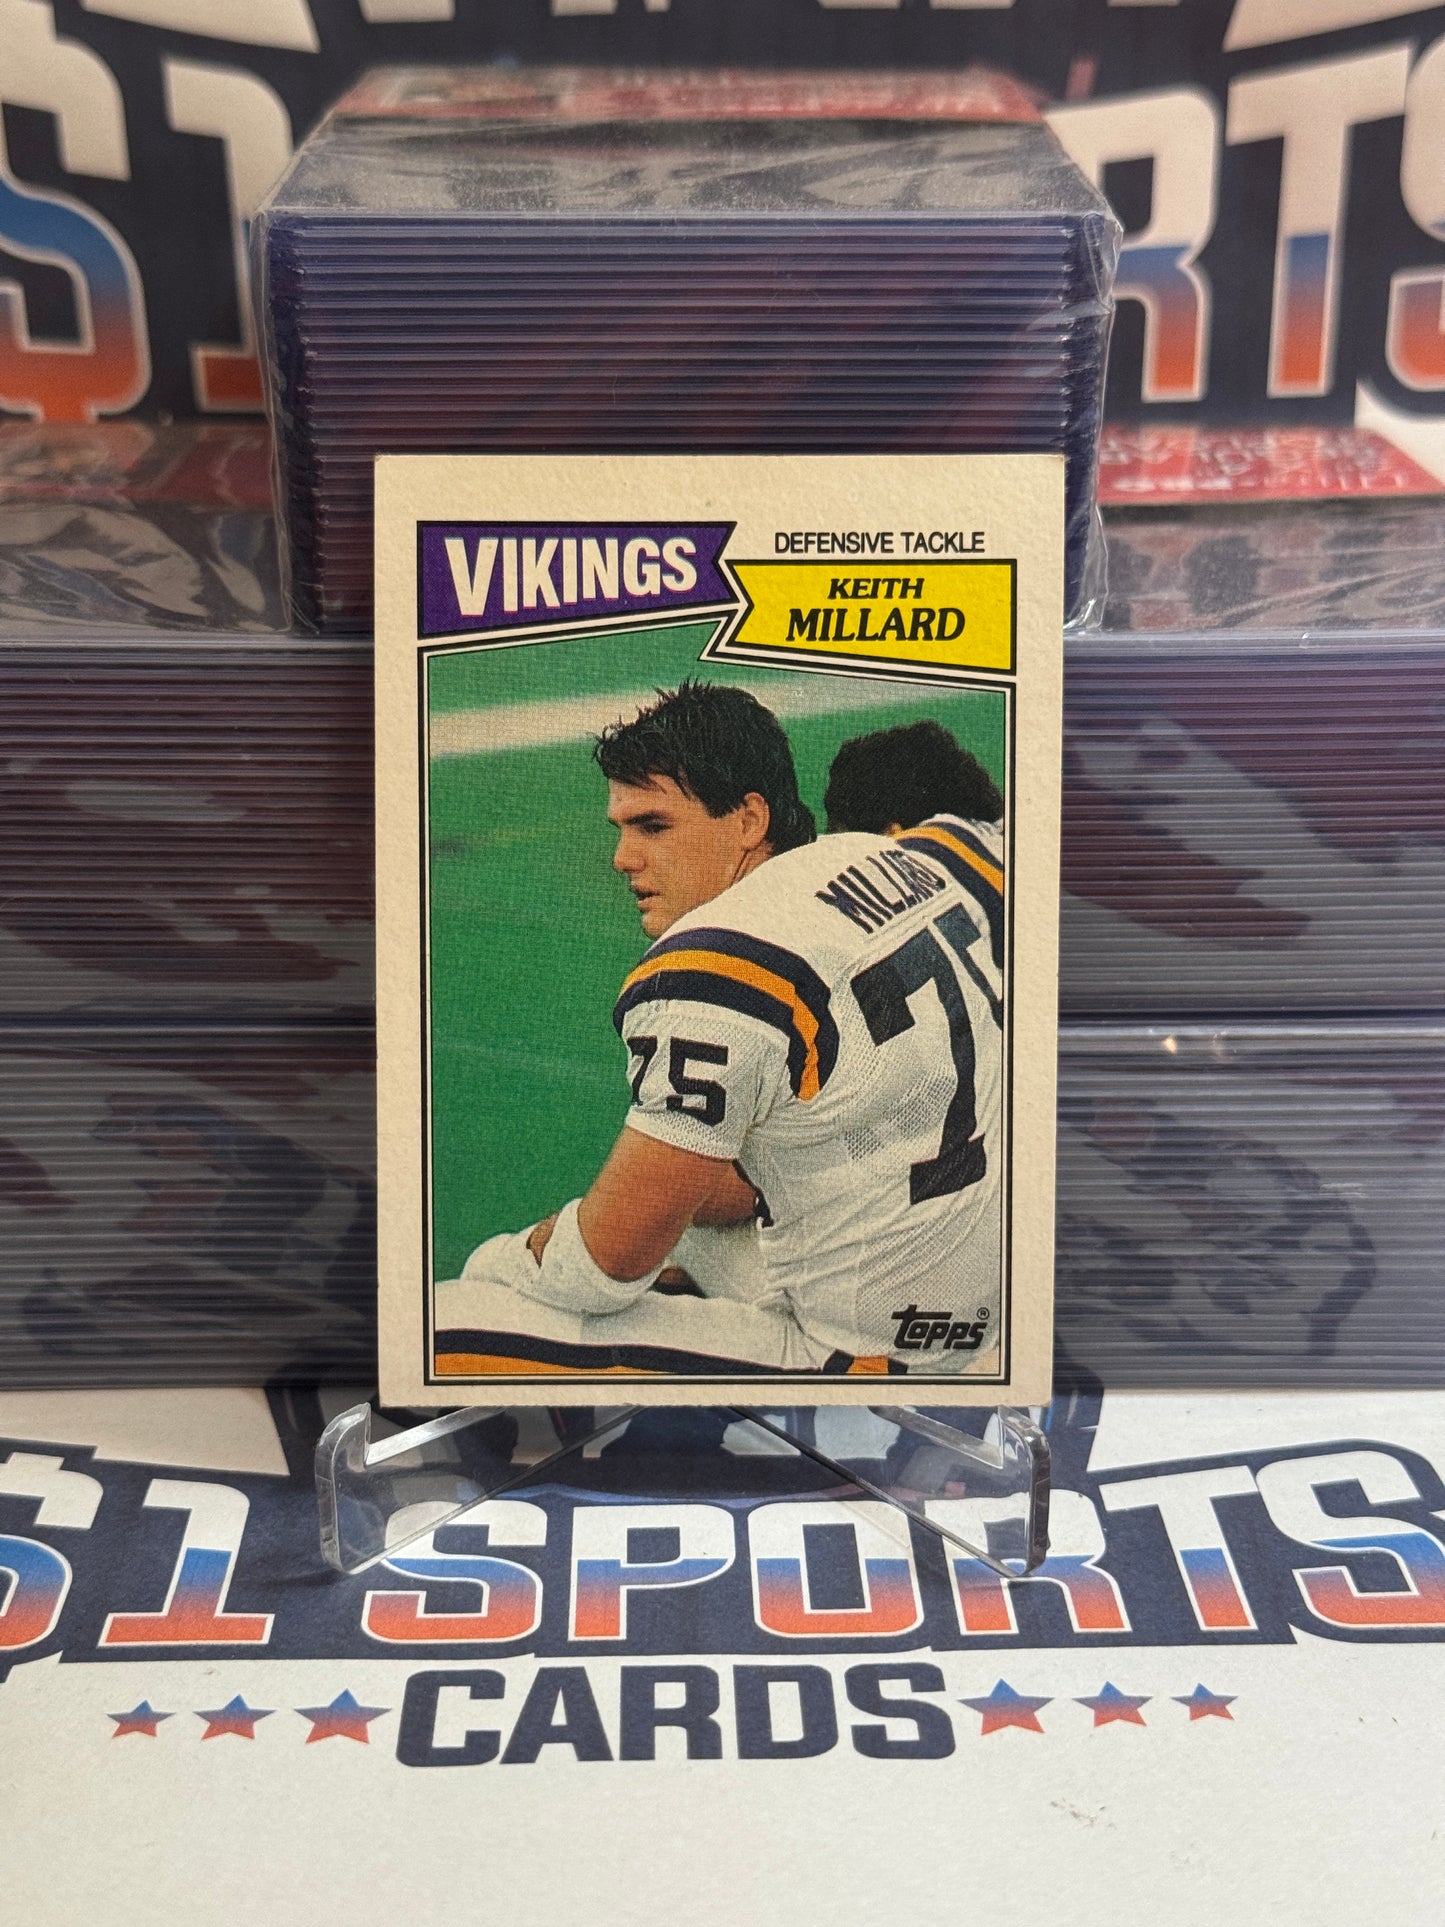 VIKINGS
DEFENSIVE TACKLE
KEITH
MILLARD
MILLARD
75
75
topps®
$1 SPORTS
CARDS